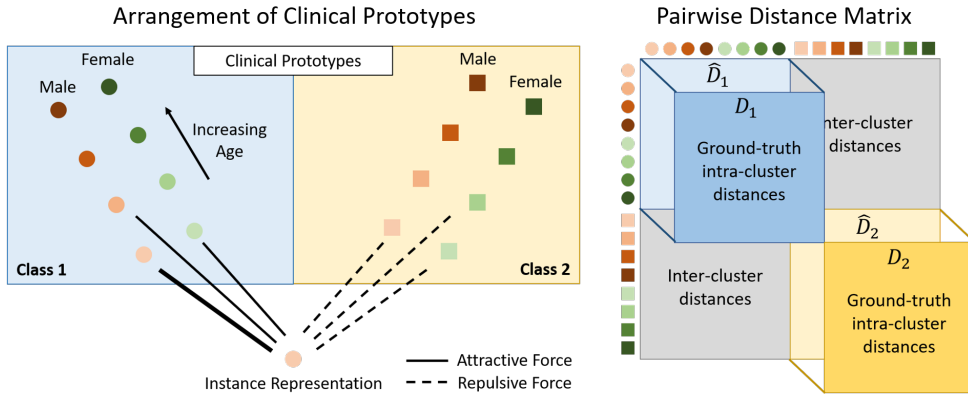 Arrangement of Clinical Prototypes
Female
Male
Clinical Prototypes
Increasing
Age
Class 1
Male
Female
Class 2
Instance Representation
Attractive Force
Repulsive Force
Pairwise Distance Matrix
D̂₁
D₁
Ground-truth
intra-cluster
distances
nter-cluster
distances
Inter-cluster
distances
D̂₂
D₂
Ground-truth
intra-cluster
distances